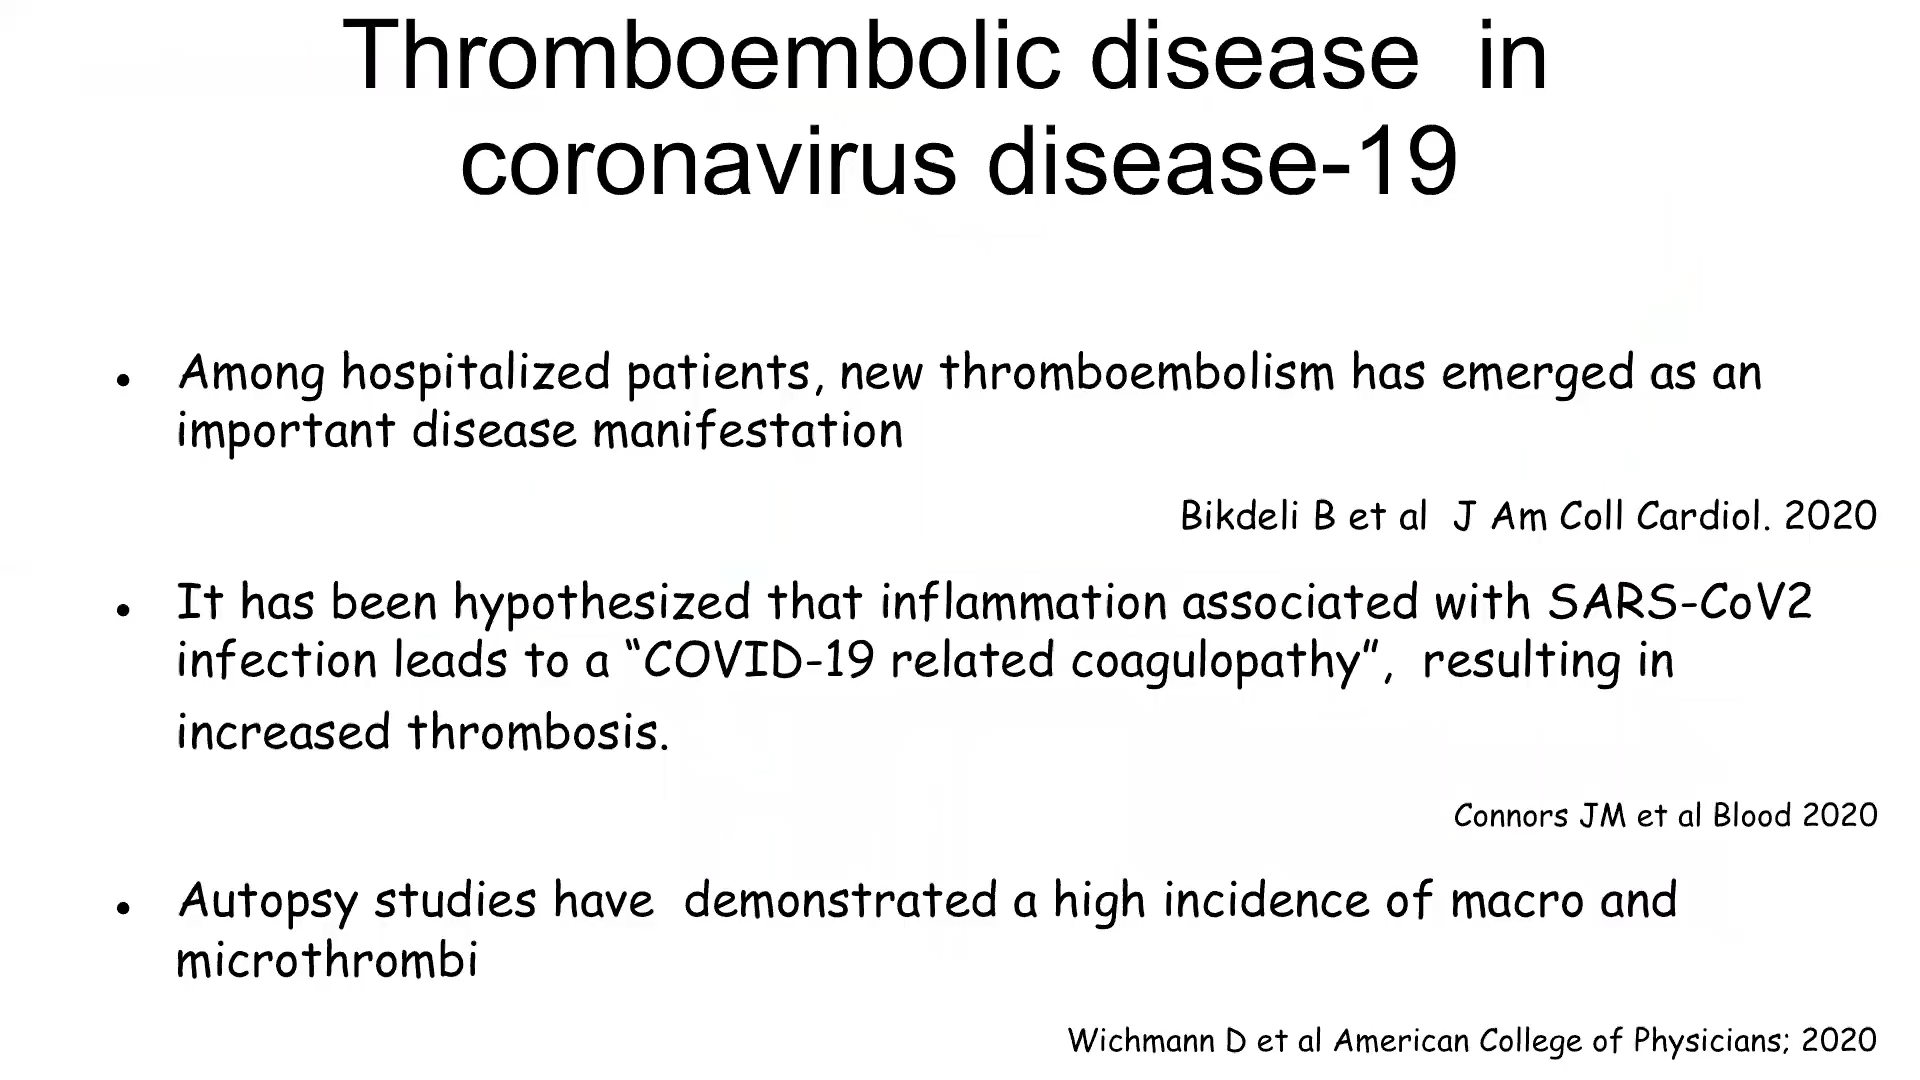 Thromboembolic disease  in
coronavirus disease-19
• Among hospitalized patients, new thromboembolism has emerged as an
important disease manifestation
Bikdeli B et al  J Am Coll Cardiol. 2020
• It has been hypothesized that inflammation associated with SARS-CoV2
infection leads to a “COVID-19 related coagulopathy”,  resulting in
increased thrombosis.
Connors JM et al Blood 2020
• Autopsy studies have  demonstrated a high incidence of macro and
microthrombi
Wichmann D et al American College of Physicians; 2020